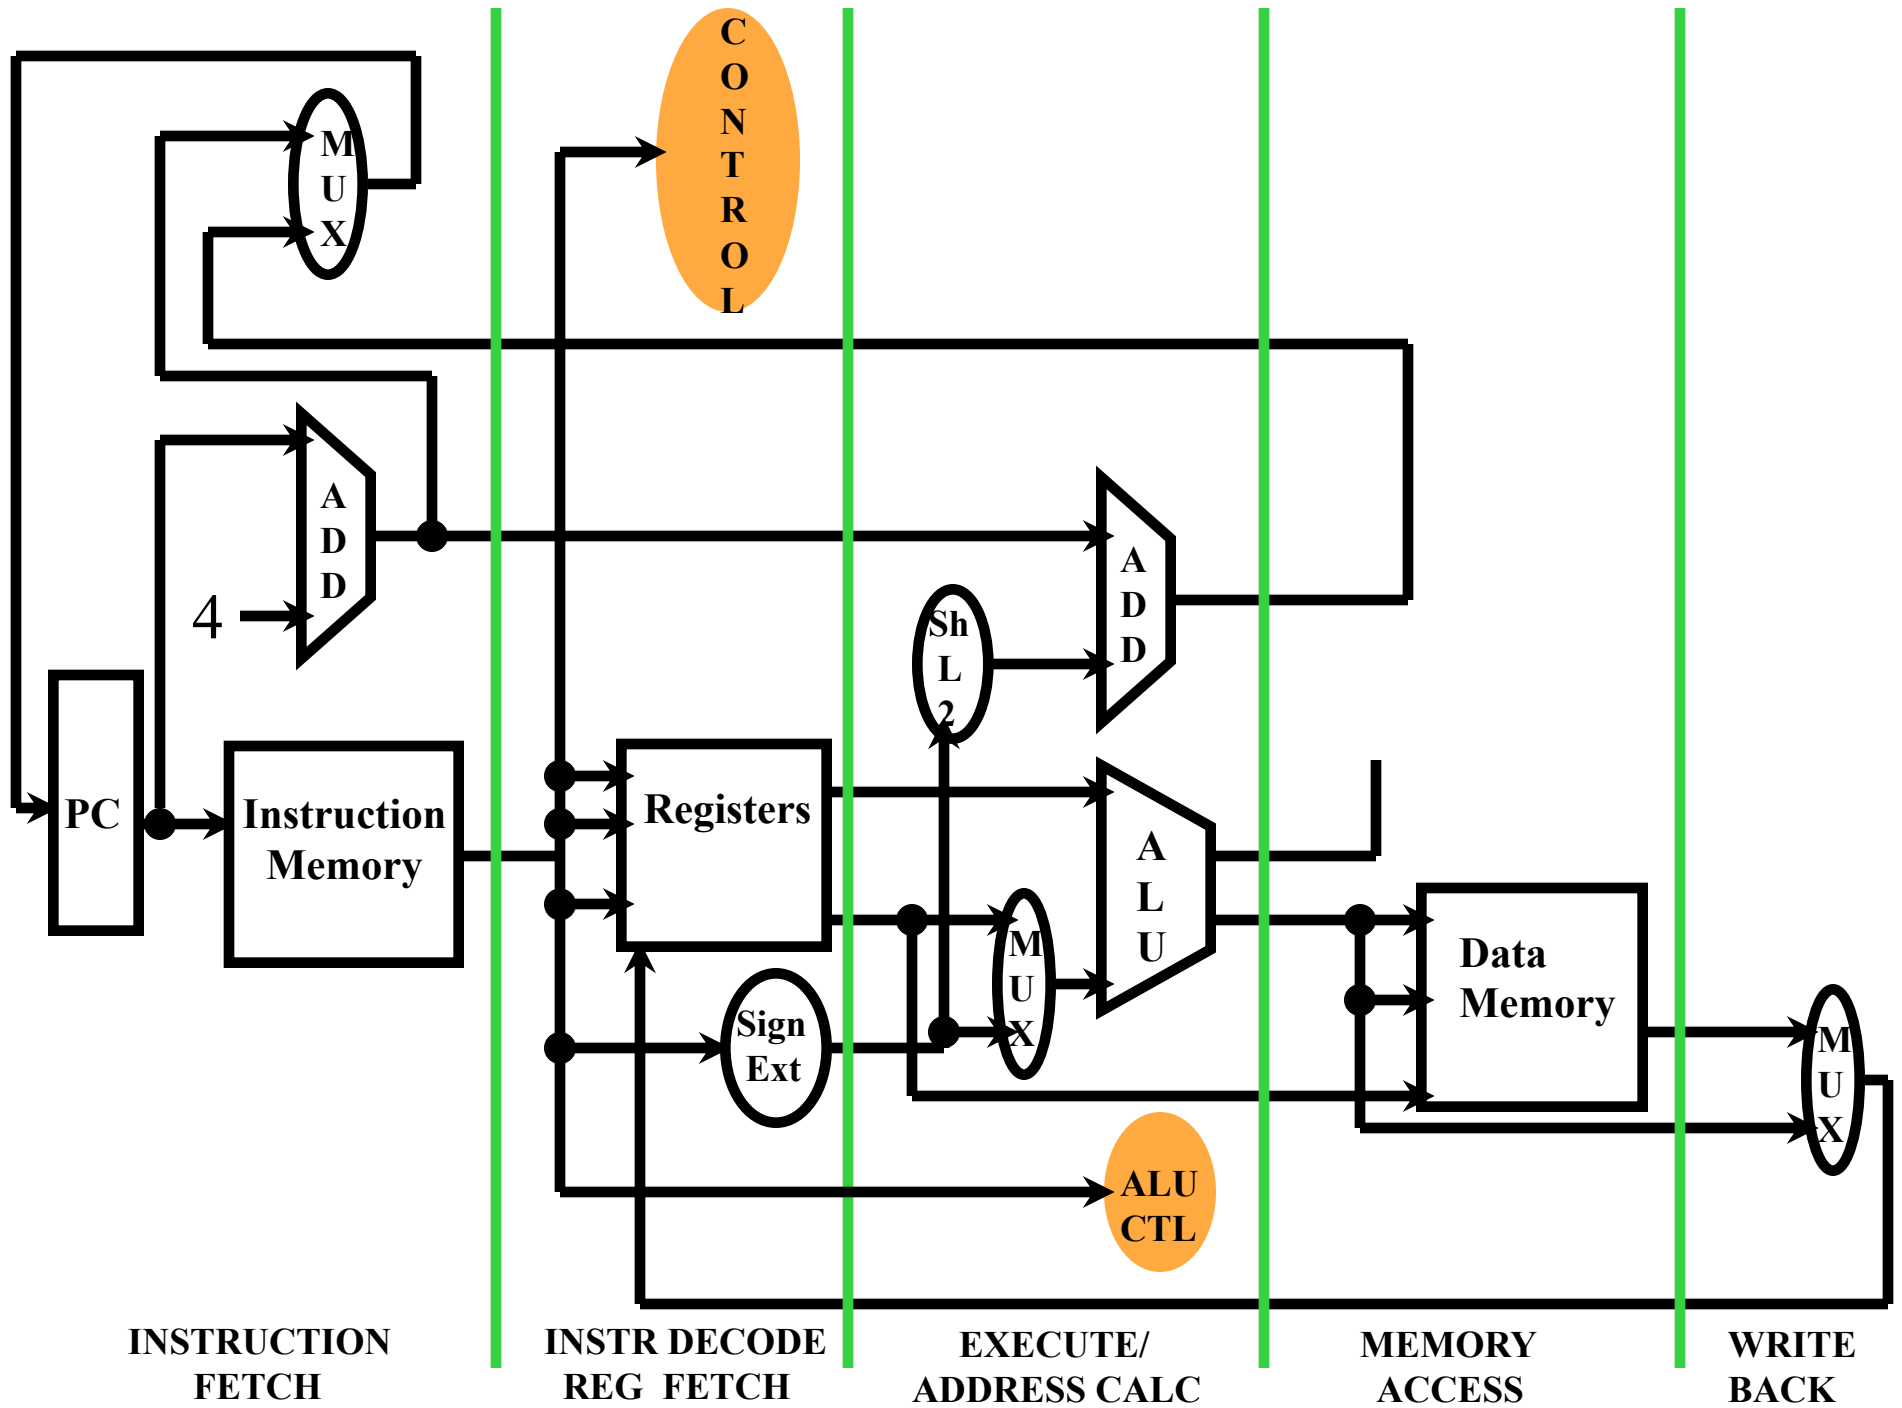 C
O
N
T
R
O
L
M
U
X
A
D
D
4
A
D
D
Sh
L
2
PC
Instruction
Memory
Registers
A
L
U
M
U
X
Data
Memory
Sign
Ext
M
U
X
ALU
CTL
INSTRUCTION
FETCH
INSTR DECODE
REG FETCH
EXECUTE/
ADDRESS CALC
MEMORY
ACCESS
WRITE
BACK